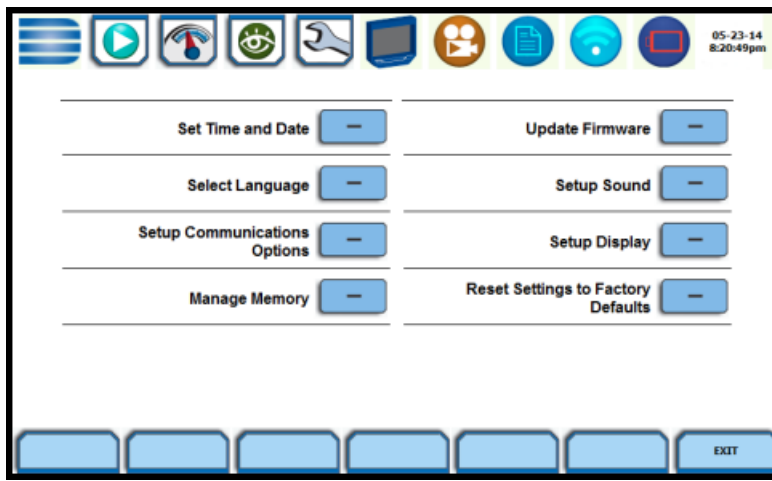 05-23-14
8:20:49pm
Set Time and Date
Update Firmware
Select Language
Setup Sound
Setup Communications
Options
Setup Display
Manage Memory
Reset Settings to Factory
Defaults
EXIT